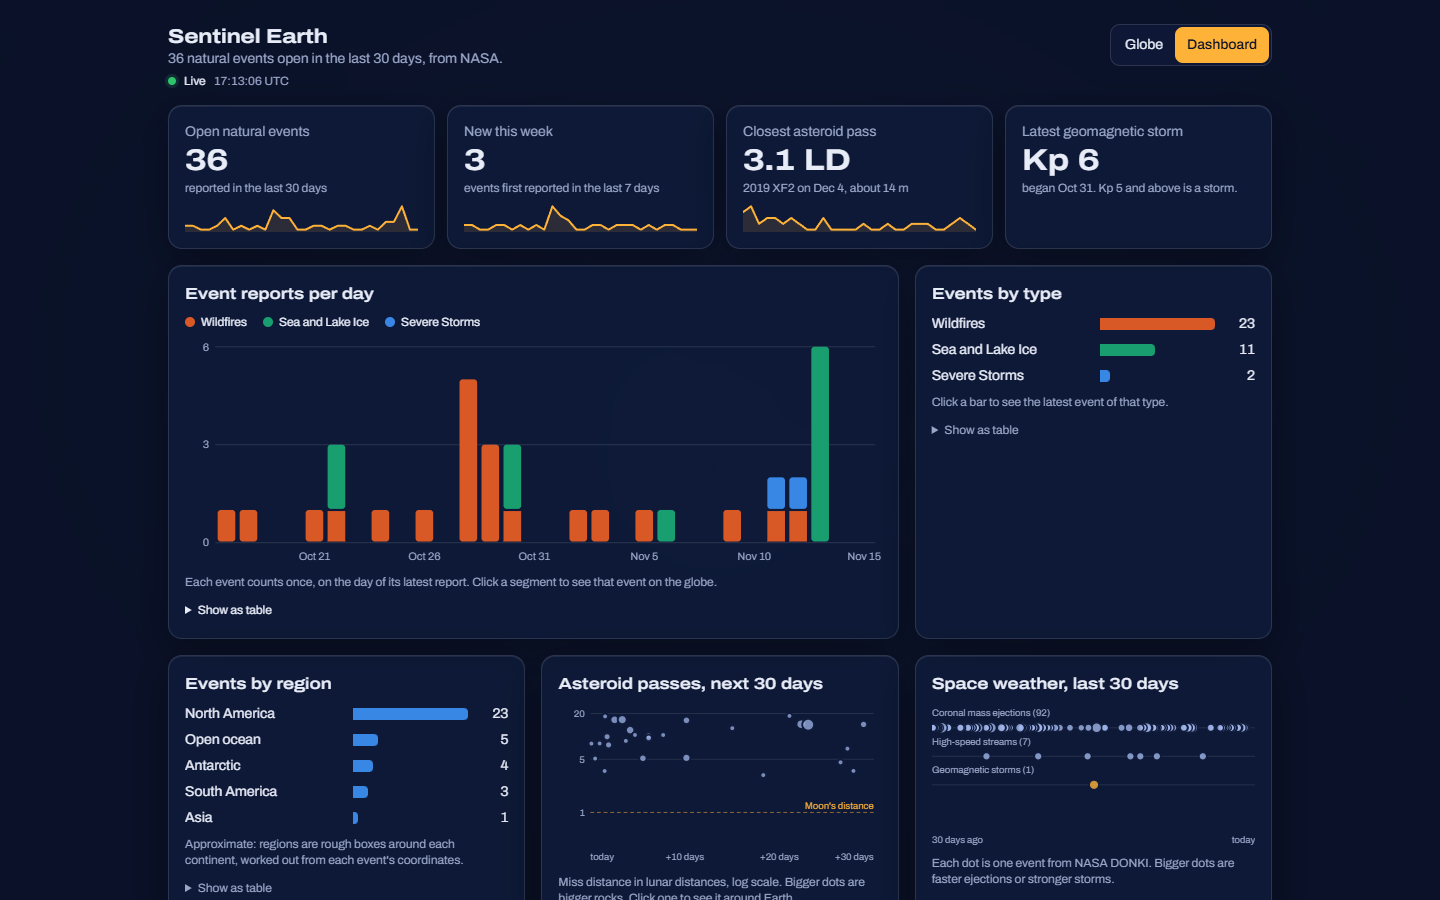 Sentinel Earth
36 natural events open in the last 30 days, from NASA.
Live 17:13:06 UTC
Globe
Dashboard
Open natural events
36
reported in the last 30 days
New this week
3
events first reported in the last 7 days
Closest asteroid pass
3.1 LD
2019 XF2 on Dec 4, about 14 m
Latest geomagnetic storm
Kp 6
began Oct 31. Kp 5 and above is a storm.
Event reports per day
Wildfires
Sea and Lake Ice
Severe Storms
6
3
0
Oct 21
Oct 26
Oct 31
Nov 5
Nov 10
Nov 15
Each event counts once, on the day of its latest report. Click a segment to see that event on the globe.
Show as table
Events by type
Wildfires 23
Sea and Lake Ice 11
Severe Storms 2
Click a bar to see the latest event of that type.
Show as table
Events by region
North America 23
Open ocean 5
Antarctic 4
South America 3
Asia 1
Approximate: regions are rough boxes around each
continent, worked out from each event's coordinates.
Show as table
Asteroid passes, next 30 days
20
5
Moon's distance
1
today
+10 days
+20 days
+30 days
Miss distance in lunar distances, log scale. Bigger dots are
bigger rocks. Click one to see it around Earth.
Space weather, last 30 days
Coronal mass ejections (92)
High-speed streams (7)
Geomagnetic storms (1)
30 days ago
today
Each dot is one event from NASA DONKI. Bigger dots are
faster ejections or stronger storms.